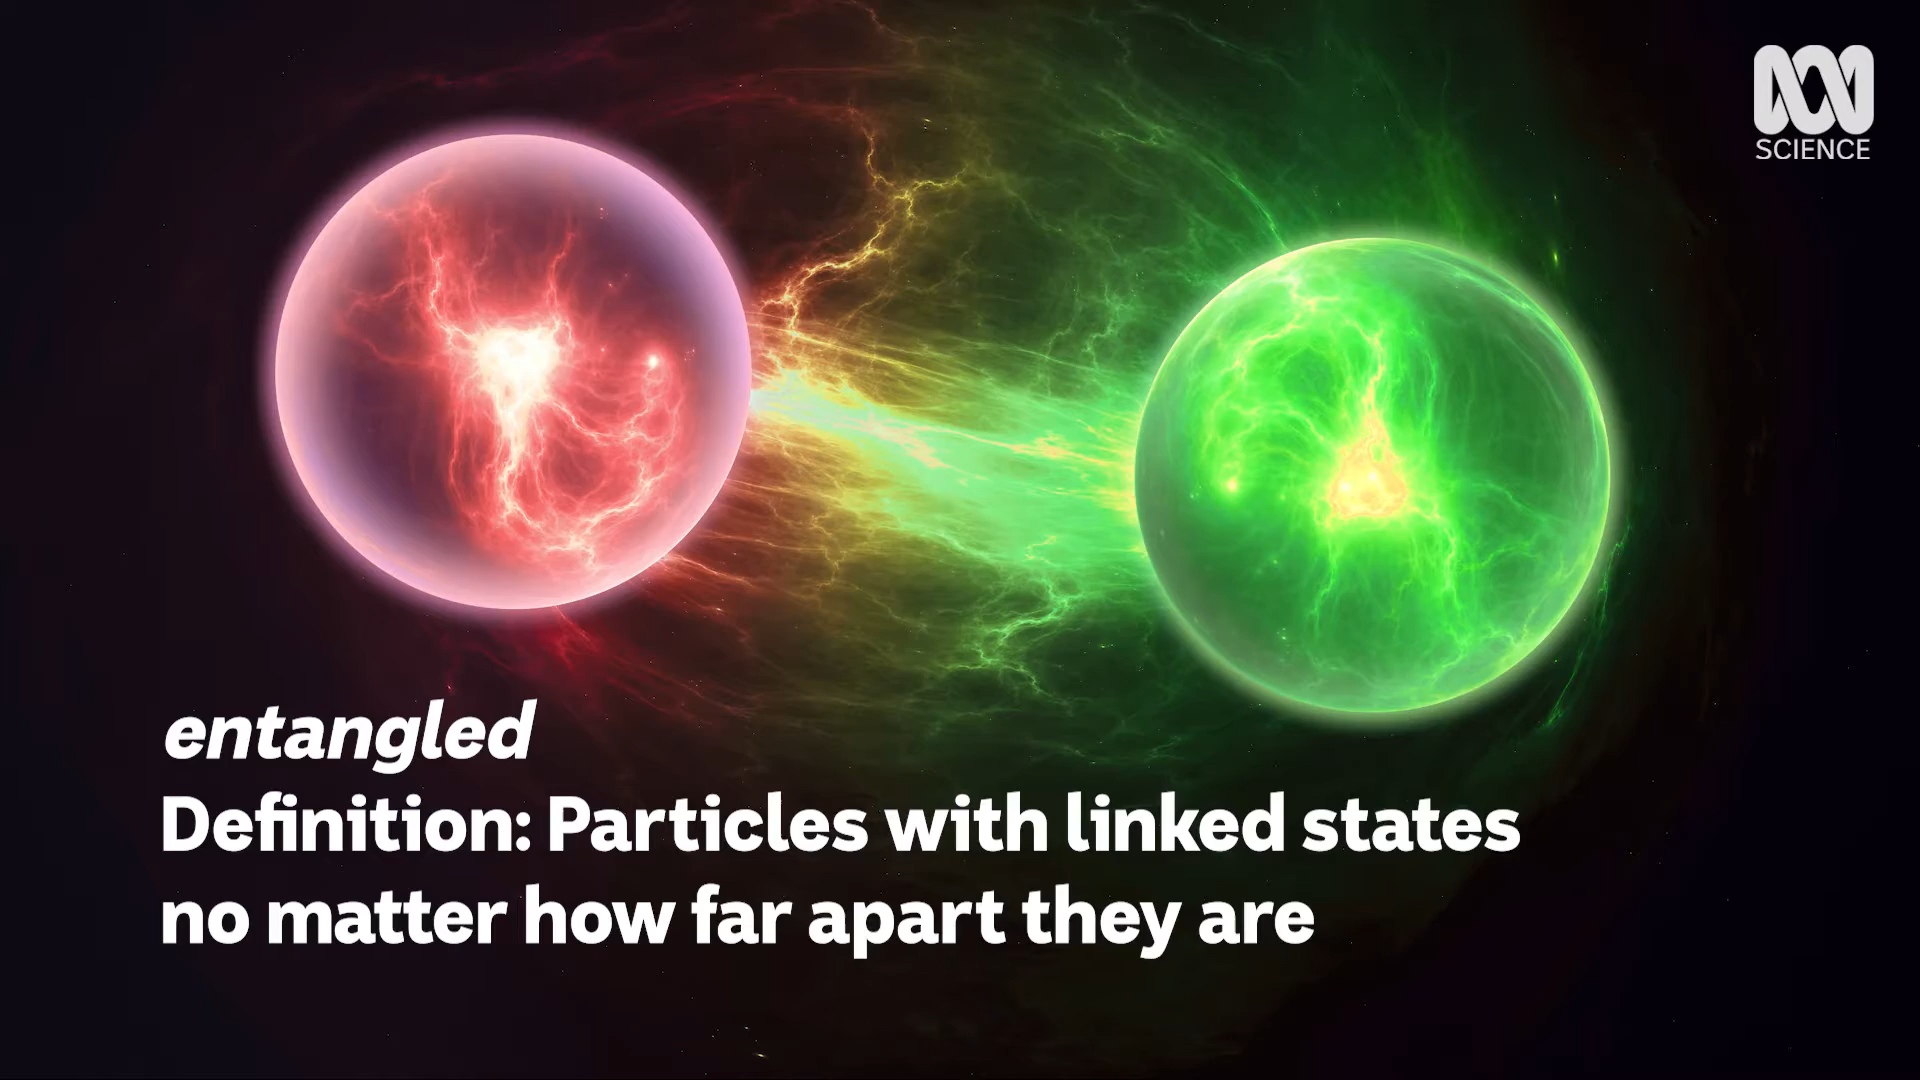 SCIENCE
entangled
Definition: Particles with linked states
no matter how far apart they are